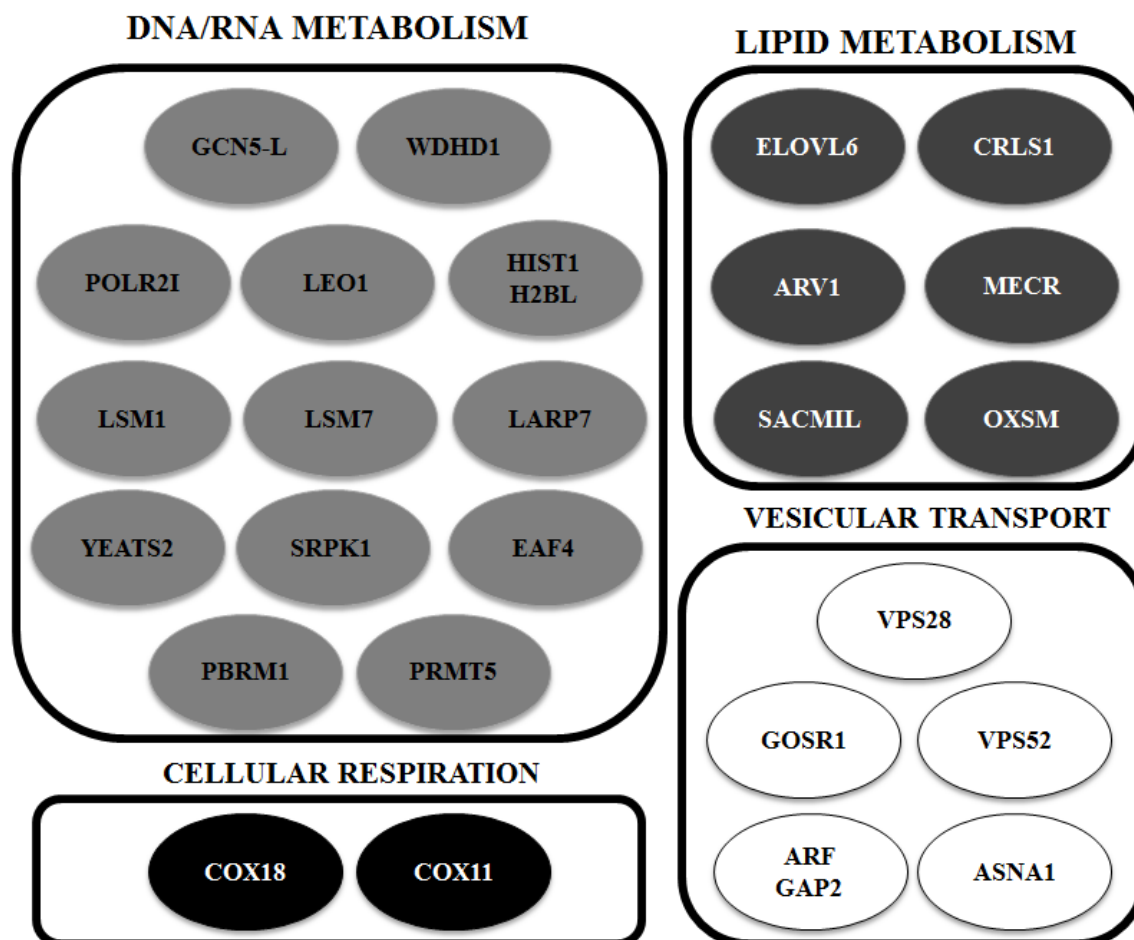 DNA/RNA METABOLISM
GCN5-L
WDHD1
POLR2I
LEO1
HIST1
H2BL
LSM1
LSM7
LARP7
YEATS2
SRPK1
EAF4
PBRM1
PRMT5
LIPID METABOLISM
ELOVL6
CRLS1
ARV1
MECR
SACMIL
OXSM
CELLULAR RESPIRATION
COX18
COX11
VESICULAR TRANSPORT
VPS28
GOSR1
VPS52
ARF
GAP2
ASNA1